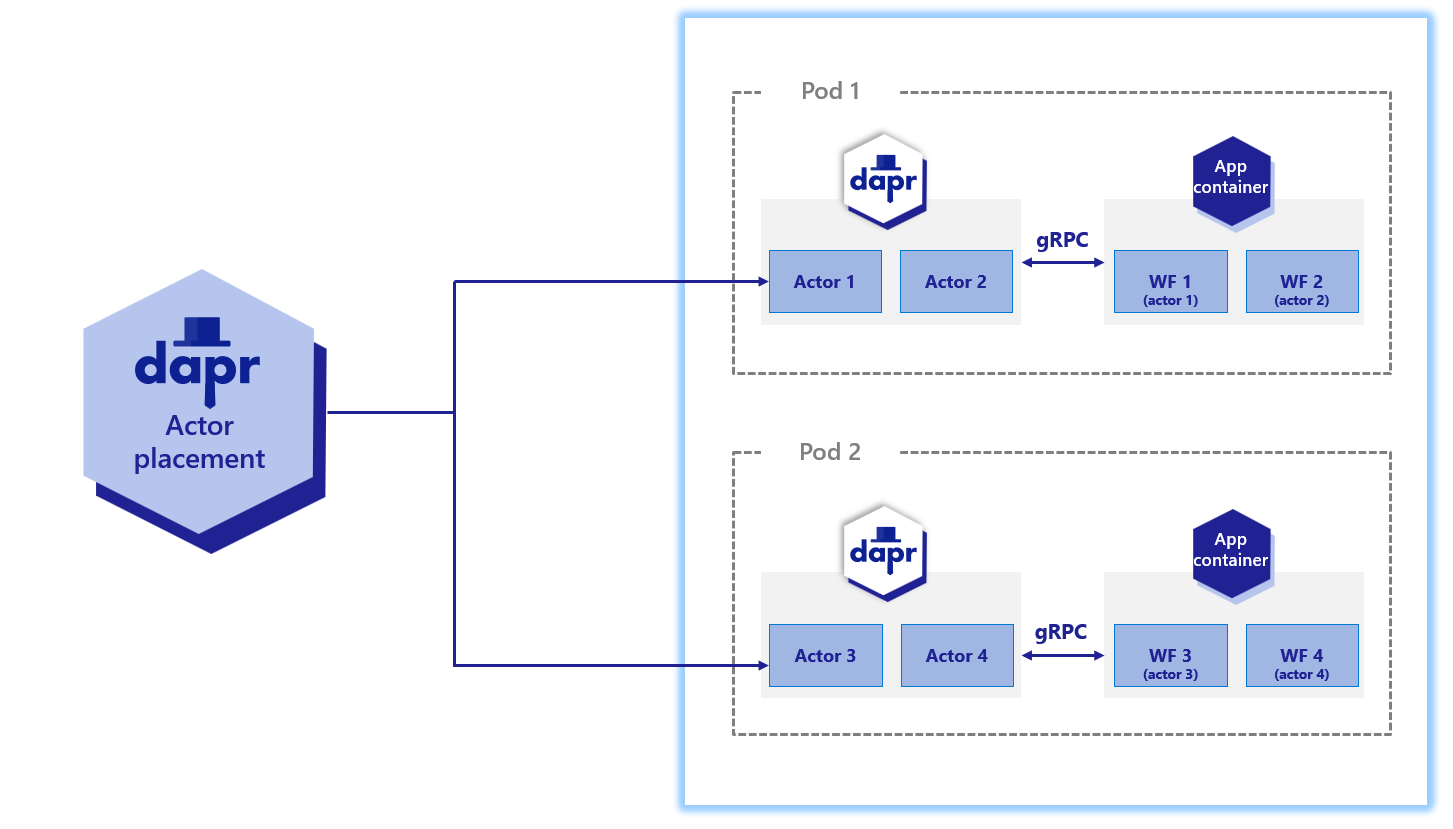 dapr
Actor
placement
Pod 1
dapr
App
container
gRPC
Actor 1
Actor 2
WF 1
(actor 1)
WF 2
(actor 2)
Pod 2
dapr
App
container
gRPC
Actor 3
Actor 4
WF 3
(actor 3)
WF 4
(actor 4)